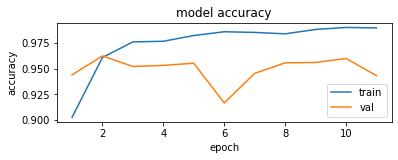 model accuracy
accuracy
0.975
0.950
0.925
0.900
train
val
2 4 6 8 10
epoch